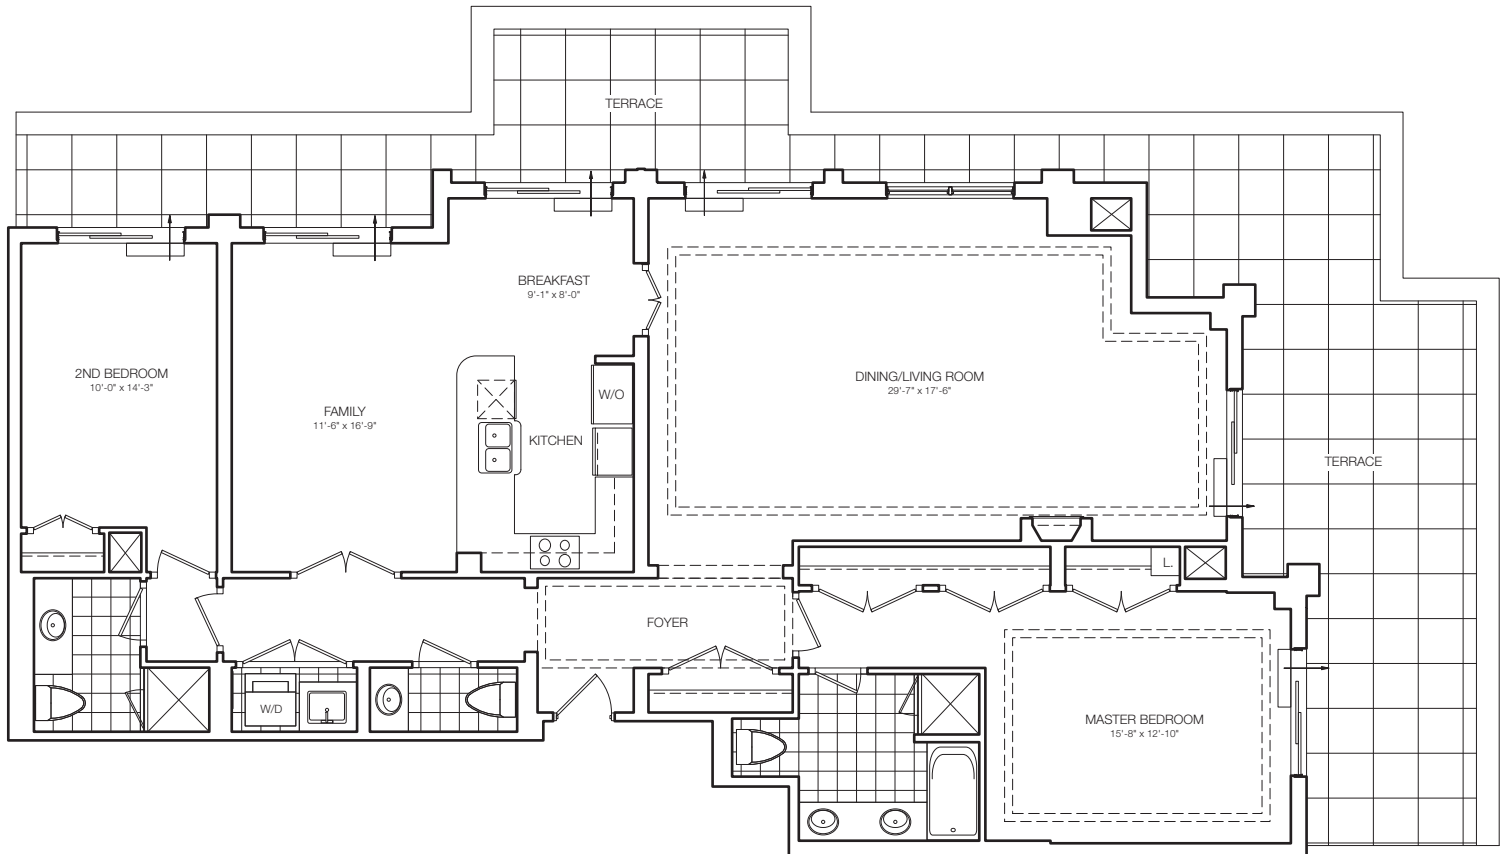 TERRACE
BREAKFAST
9'-1" x 8'-0"
2ND BEDROOM
10'-0" x 14'-3"
DINING/LIVING ROOM
29'-7" x 17'-6"
W/O
FAMILY
11'-6" x 16'-9"
KITCHEN
TERRACE
L.
FOYER
W/D
MASTER BEDROOM
15'-8" x 12'-10"